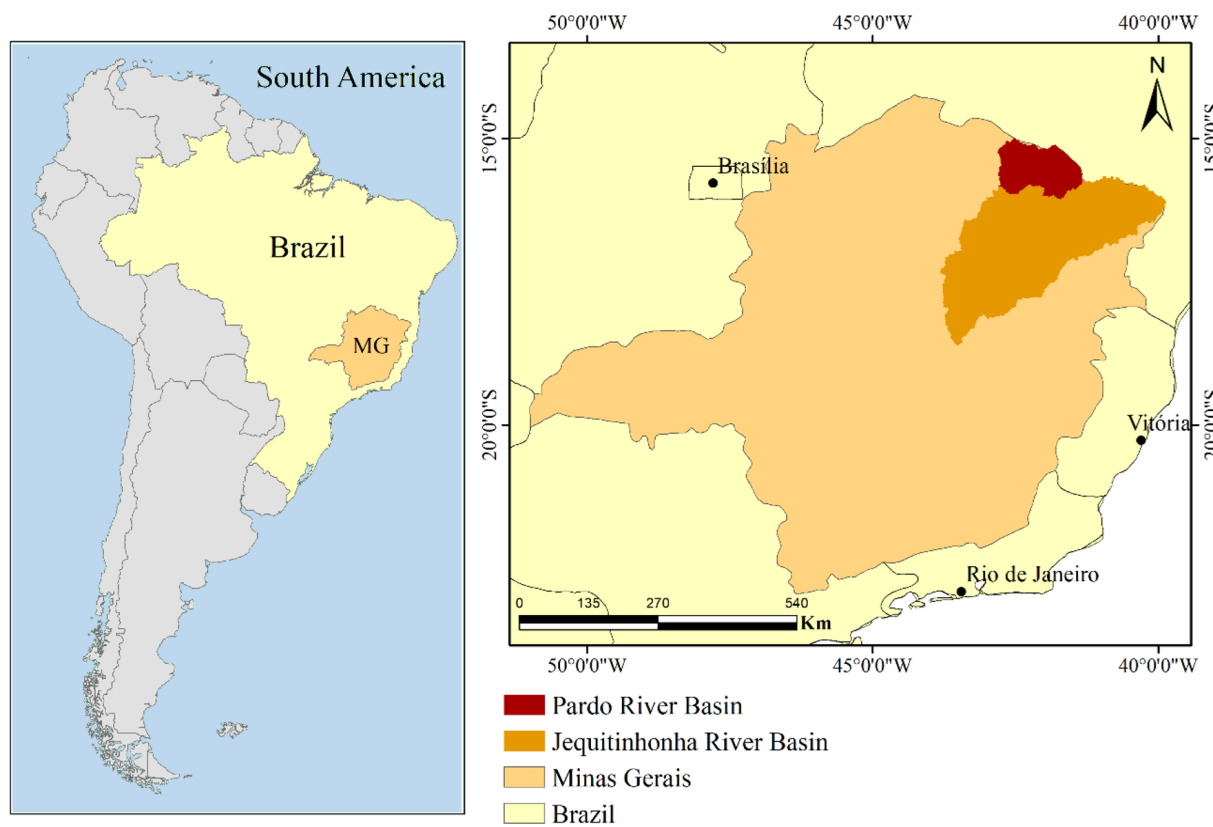 South America
Brazil
MG
50°0'0"W
45°0'0"W
40°0'0"W
15°0'0"S
15°0'0"S
N
Brasília
20°0'0"S
20°0'0"S
Vitória
Rio de Janeiro
0 135 270 540
Km
50°0'0"W
45°0'0"W
40°0'0"W
Pardo River Basin
Jequitinhonha River Basin
Minas Gerais
Brazil